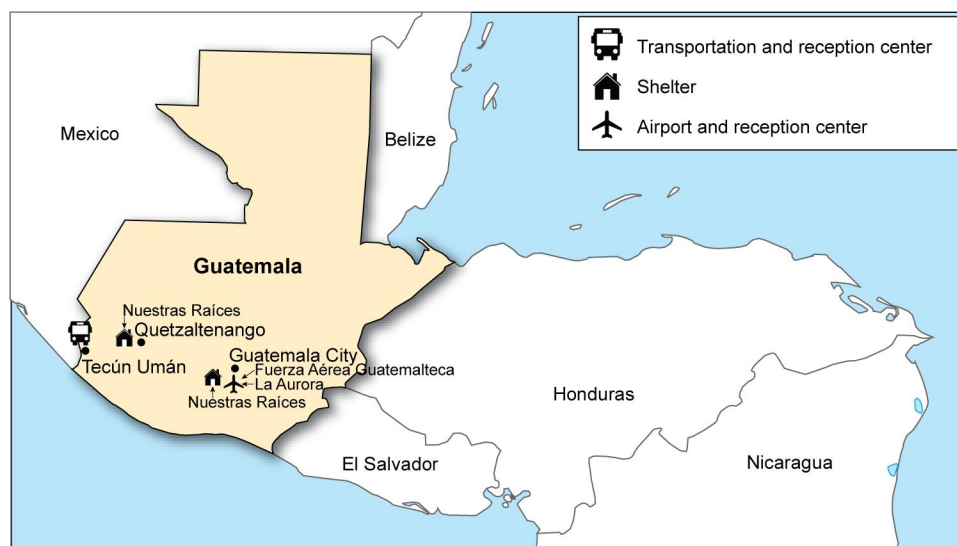 Transportation and reception center
Shelter
Airport and reception center
Mexico
Belize
Guatemala
Nuestras Raíces
Quetzaltenango
Tecún Umán
Guatemala City
Fuerza Aérea Guatemalteca
La Aurora
Nuestras Raíces
Honduras
El Salvador
Nicaragua